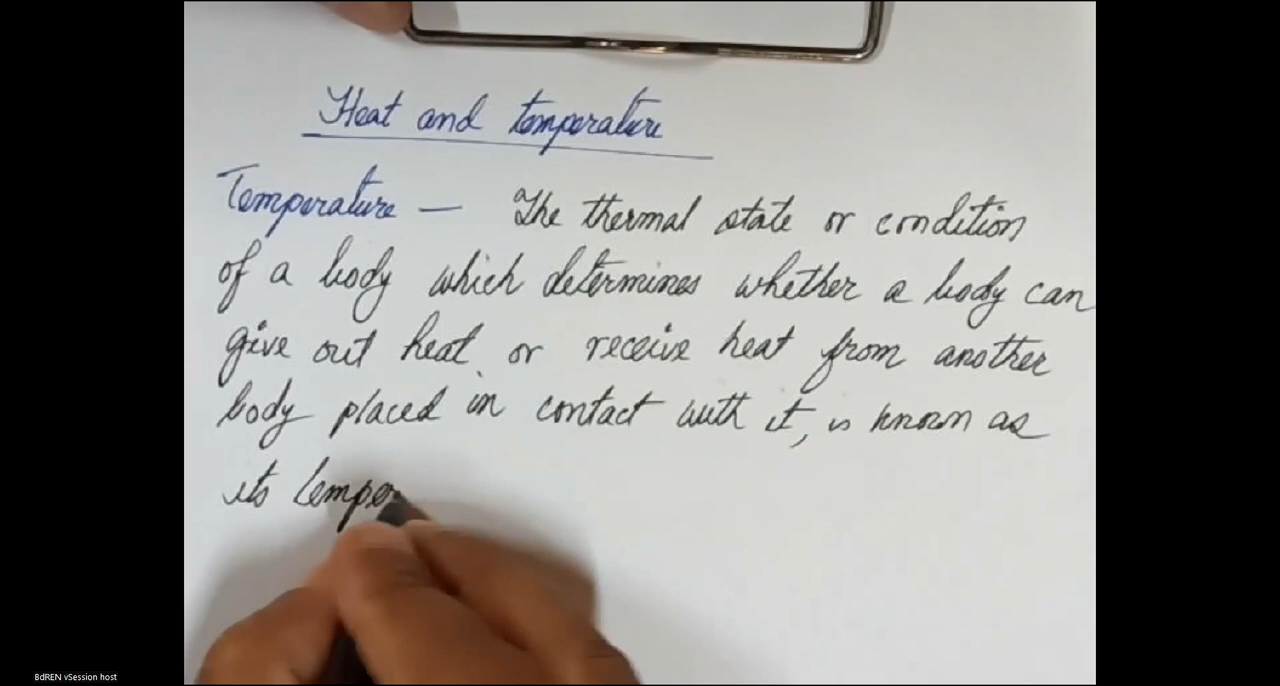 Heat and temperature
Temperature — The thermal state or condition
of a body which determines whether a body can
give out heat or receive heat from another
body placed in contact with it, is known as
its temper
BdREN vSession host